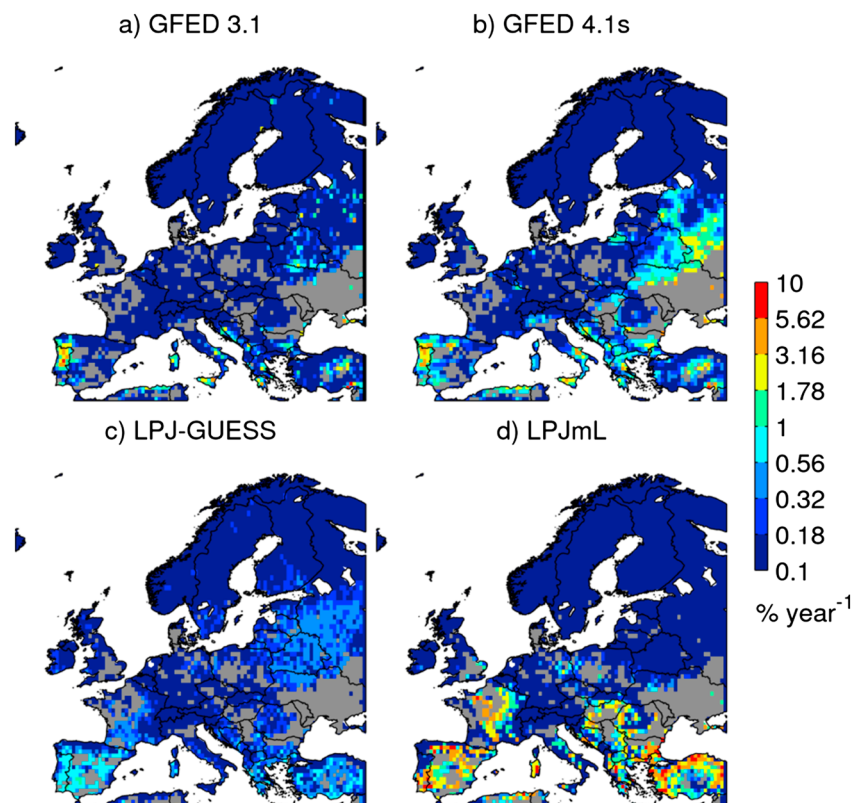 a) GFED 3.1
b) GFED 4.1s
c) LPJ-GUESS
d) LPJmL
10
5.62
3.16
1.78
1
0.56
0.32
0.18
0.1
% year-1